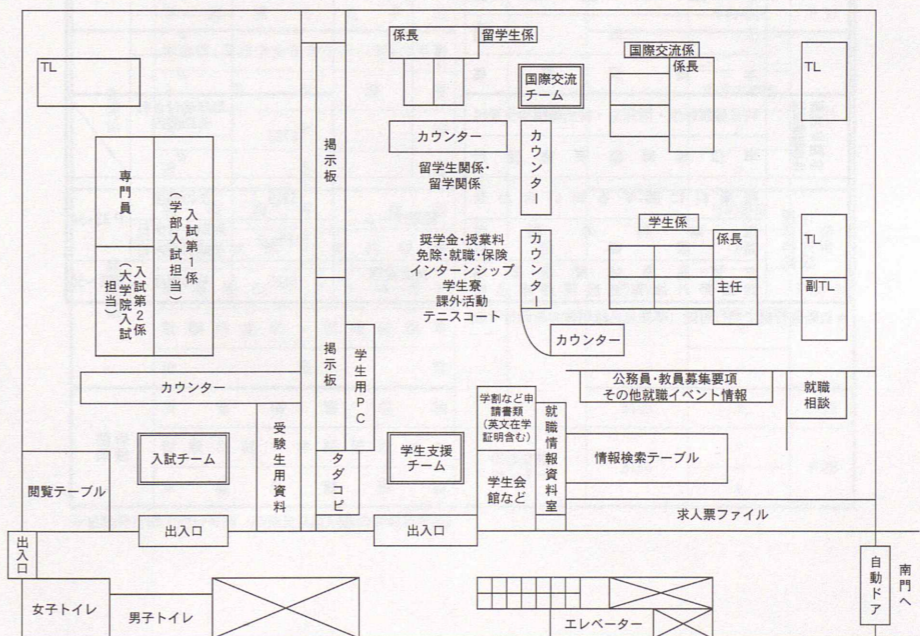 係長
留学生係
国際交流
チーム
国際交流係
係長
TL
TL
カウンター
留学生関係・
留学関係
カウンター
掲示板
専門員
入試第1係
(学部入試担当)
入試第2係
(大学院入試
担当)
奨学金・授業料
免除・就職・保険
インターンシップ
学生寮
課外活動
テニスコート
カウンター
学生係
係長
主任
TL
副TL
カウンター
掲示板
学生用PC
カウンター
公務員・教員募集要項
その他就職イベント情報
就職
相談
学割など申
請書類
(英文在学
証明含む)
就職情報資料室
入試チーム
受験生用資料
タダコピ
学生支援
チーム
学生会
館など
情報検索テーブル
閲覧テーブル
求人票ファイル
出入口
出入口
出入口
自動ドア
南門へ
女子トイレ
男子トイレ
エレベーター